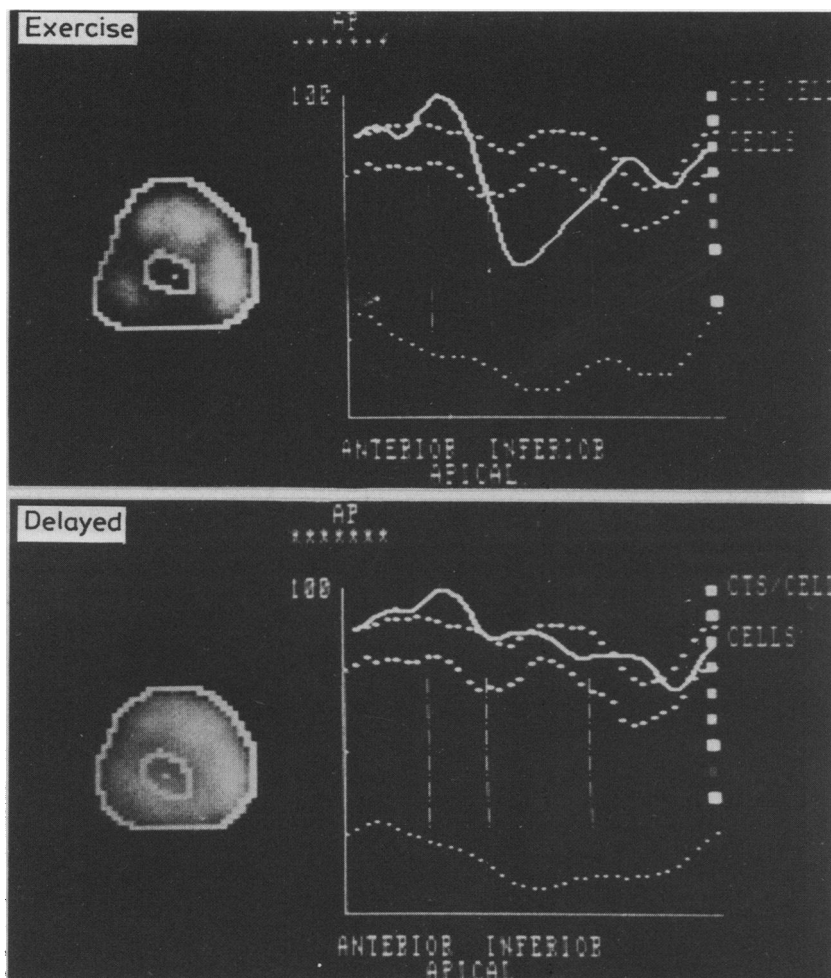 Exercise
AP
*******
100
CTS/CELL
CELLS
ANTERIOR INFERIOR
APICAL
Delayed
AP
*******
100
CTS/CELL
CELLS
ANTERIOR INFERIOR
APICAL